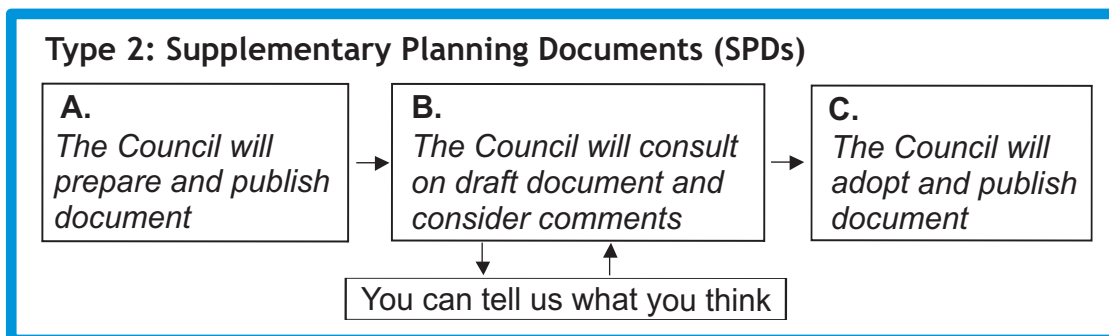 Type 2: Supplementary Planning Documents (SPDs)
A.
The Council will
prepare and publish
document
B.
The Council will consult
on draft document and
consider comments
C.
The Council will
adopt and publish
document
You can tell us what you think